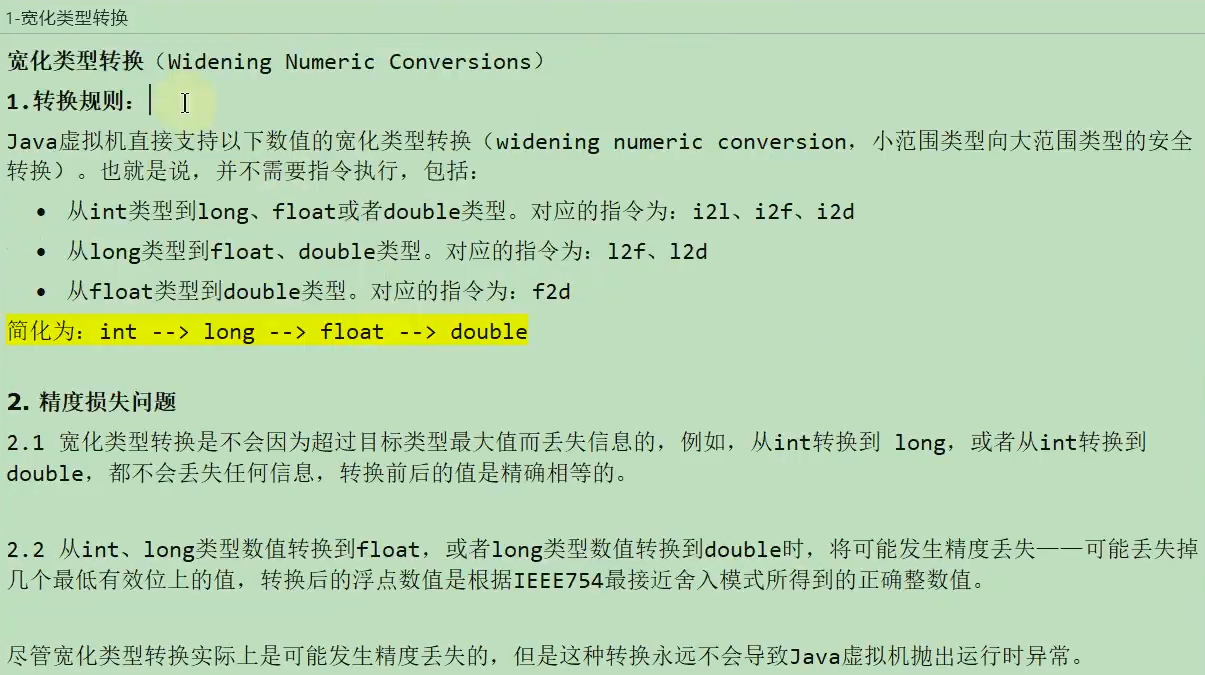 1-宽化类型转换
宽化类型转换（Widening Numeric Conversions）
1.转换规则：
Java虚拟机直接支持以下数值的宽化类型转换（widening numeric conversion，小范围类型向大范围类型的安全
转换）。也就是说，并不需要指令执行，包括：
• 从int类型到long、float或者double类型。对应的指令为：i2l、i2f、i2d
• 从long类型到float、double类型。对应的指令为：l2f、l2d
• 从float类型到double类型。对应的指令为：f2d
简化为：int --> long --> float --> double
2. 精度损失问题
2.1 宽化类型转换是不会因为超过目标类型最大值而丢失信息的，例如，从int转换到 long，或者从int转换到
double，都不会丢失任何信息，转换前后的值是精确相等的。
2.2 从int、long类型数值转换到float，或者long类型数值转换到double时，将可能发生精度丢失——可能丢失掉
几个最低有效位上的值，转换后的浮点数值是根据IEEE754最接近舍入模式所得到的正确整数值。
尽管宽化类型转换实际上是可能发生精度丢失的，但是这种转换永远不会导致Java虚拟机抛出运行时异常。